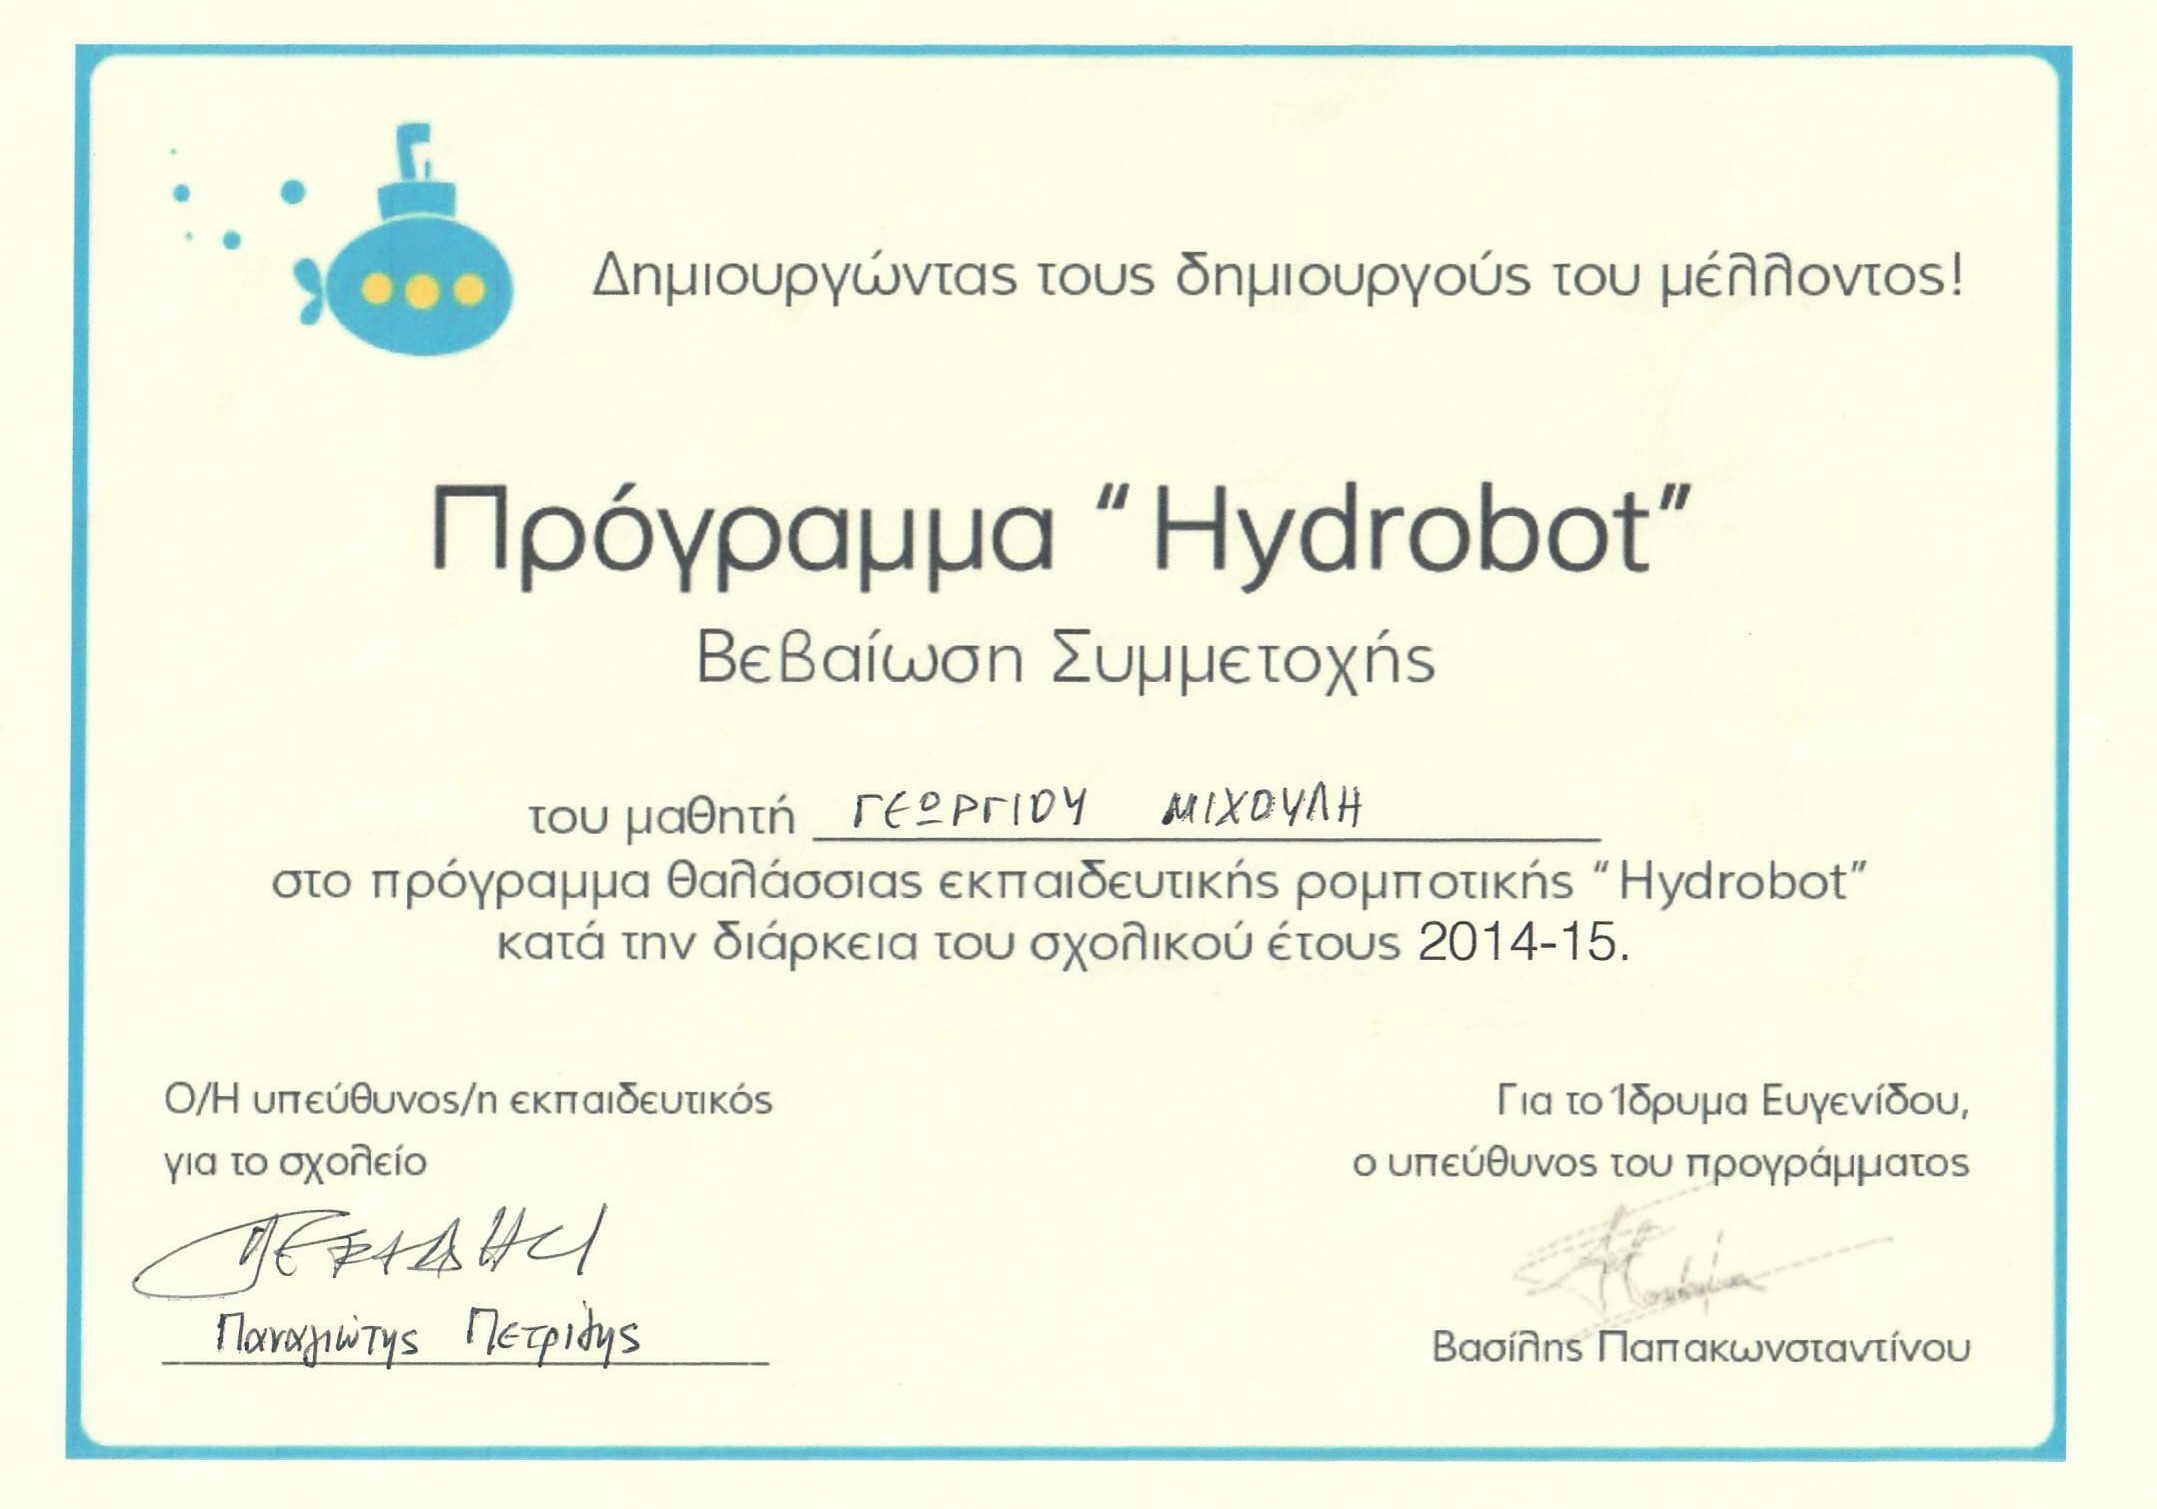 Δημιουργώντας τους δημιουργούς του μέλλοντος!
Πρόγραμμα “Hydrobot”
Βεβαίωση Συμμετοχής
του μαθητή ΓΕΩΡΓΙΟΥ ΜΙΧΟΥΛΗ
στο πρόγραμμα θαλάσσιας εκπαιδευτικής ρομποτικής “Hydrobot”
κατά την διάρκεια του σχολικού έτους 2014-15.
Ο/Η υπεύθυνος/η εκπαιδευτικός
για το σχολείο
Παναγιώτης Πετρίδης
Για το Ίδρυμα Ευγενίδου,
ο υπεύθυνος του προγράμματος
Βασίλης Παπακωνσταντίνου